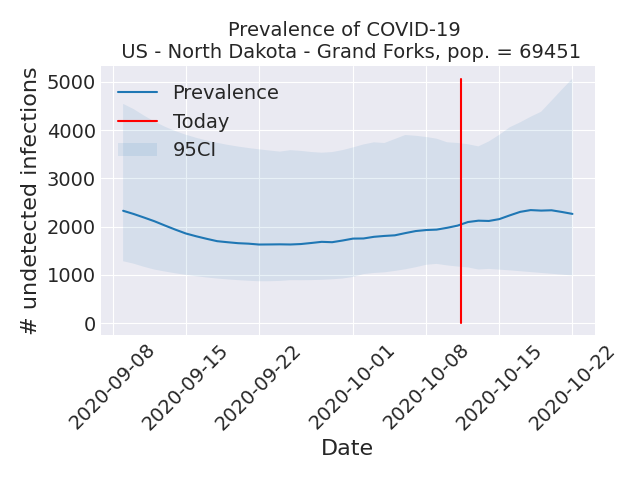 Prevalence of COVID-19
US - North Dakota - Grand Forks, pop. = 69451
# undetected infections
5000
4000
3000
2000
1000
0
Prevalence
Today
95CI
2020-09-08
2020-09-15
2020-09-22
2020-10-01
2020-10-08
2020-10-15
2020-10-22
Date